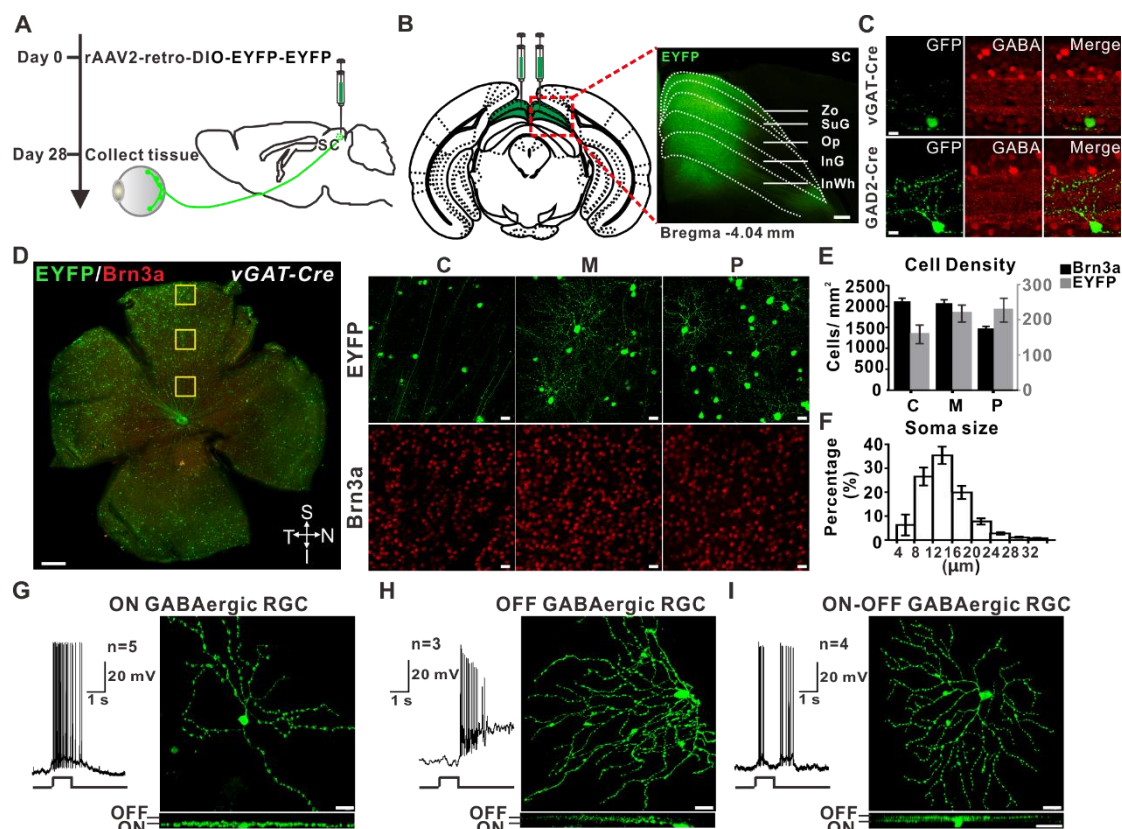 A
Day 0
rAAV2-retro-DIO-EYFP-EYFP
SC
Day 28
Collect tissue
B
EYFP
SC
Zo
SuG
Op
InG
InWh
Bregma -4.04 mm
C
GFP
GABA
Merge
vGAT-Cre
GFP
GABA
Merge
GAD2-Cre
D
EYFP/Brn3a
vGAT-Cre
S
T
N
I
C
M
P
EYFP
Brn3a
E
Cell Density
Brn3a
EYFP
Cells/ mm²
2500
2000
1500
1000
500
0
300
200
100
0
C
M
P
F
Soma size
Percentage
(%)
40
30
20
10
0
4 8 12 16 20 24 28 32
(μm)
G
ON GABAergic RGC
n=5
20 mV
1 s
OFF
ON
H
OFF GABAergic RGC
n=3
20 mV
1 s
OFF
ON
I
ON-OFF GABAergic RGC
n=4
20 mV
1 s
OFF
ON